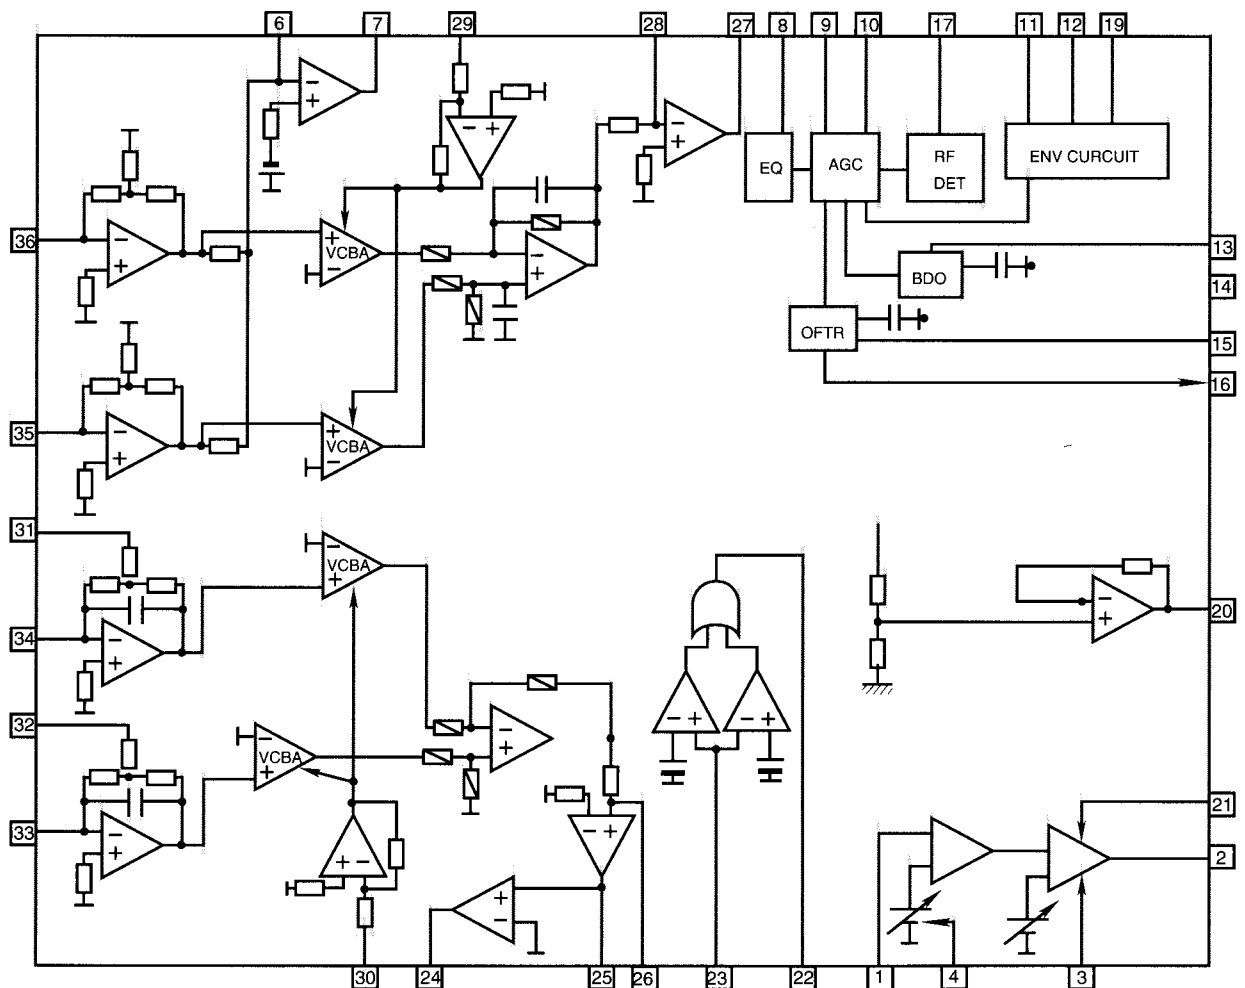 6 7 29 28 27 8 9 10 17 11 12 19
EQ AGC RF DET ENV CURCUIT
− +
− +
− +
36
− +
+ VCBA −
− +
13
BDO
14
OFTR
15
16
35
− +
+ VCBA −
31
− VCBA +
34
− +
− +
20
32
− VCBA +
− +
− + − +
33
− +
− +
21
2
+ −
+ −
30 24 25 26 23 22 1 4 3